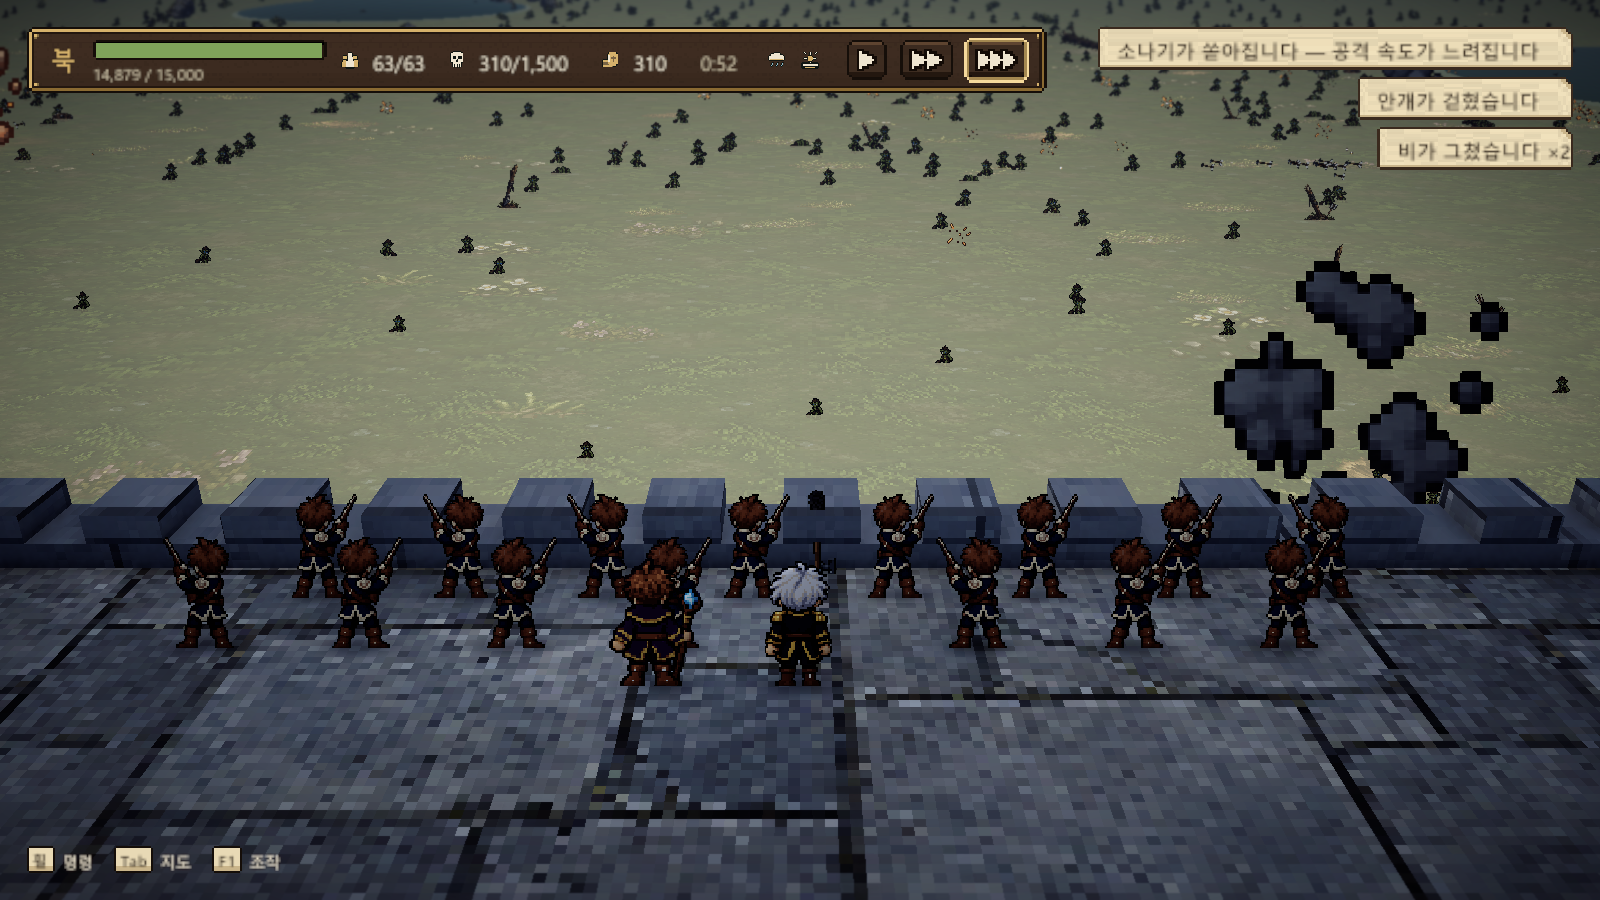 북
14,879 / 15,000
63/63
310/1,500
310
0:52
소나기가 쏟아집니다 — 공격 속도가 느려집니다
안개가 걷혔습니다
비가 그쳤습니다 ×2
휠 명령 Tab 지도 F1 조작